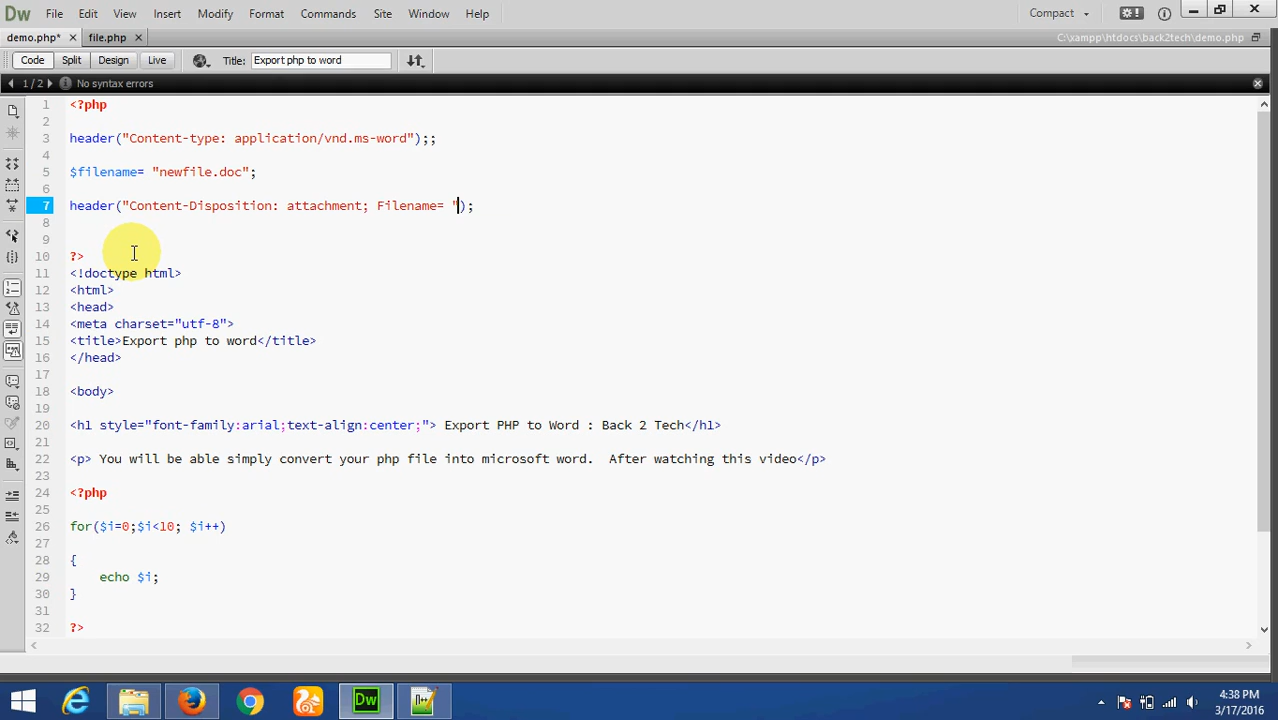 Dw File Edit View Insert Modify Format Commands Site Window Help Compact
demo.php* × file.php × C:\xampp\htdocs\back2tech\demo.php
Code Split Design Live Title: Export php to word
1 / 2 No syntax errors
1 <?php
2
3 header("Content-type: application/vnd.ms-word");;
4
5 $filename= "newfile.doc";
6
7 header("Content-Disposition: attachment; Filename= ");
8
9
10 ?>
11 <!doctype html>
12 <html>
13 <head>
14 <meta charset="utf-8">
15 <title>Export php to word</title>
16 </head>
17
18 <body>
19
20 <h1 style="font-family:arial;text-align:center;"> Export PHP to Word : Back 2 Tech</h1>
21
22 <p> You will be able simply convert your php file into microsoft word.  After watching this video</p>
23
24 <?php
25
26 for($i=0;$i<10; $i++)
27
28 {
29 echo $i;
30 }
31
32 ?>
Dw
4:38 PM
3/17/2016